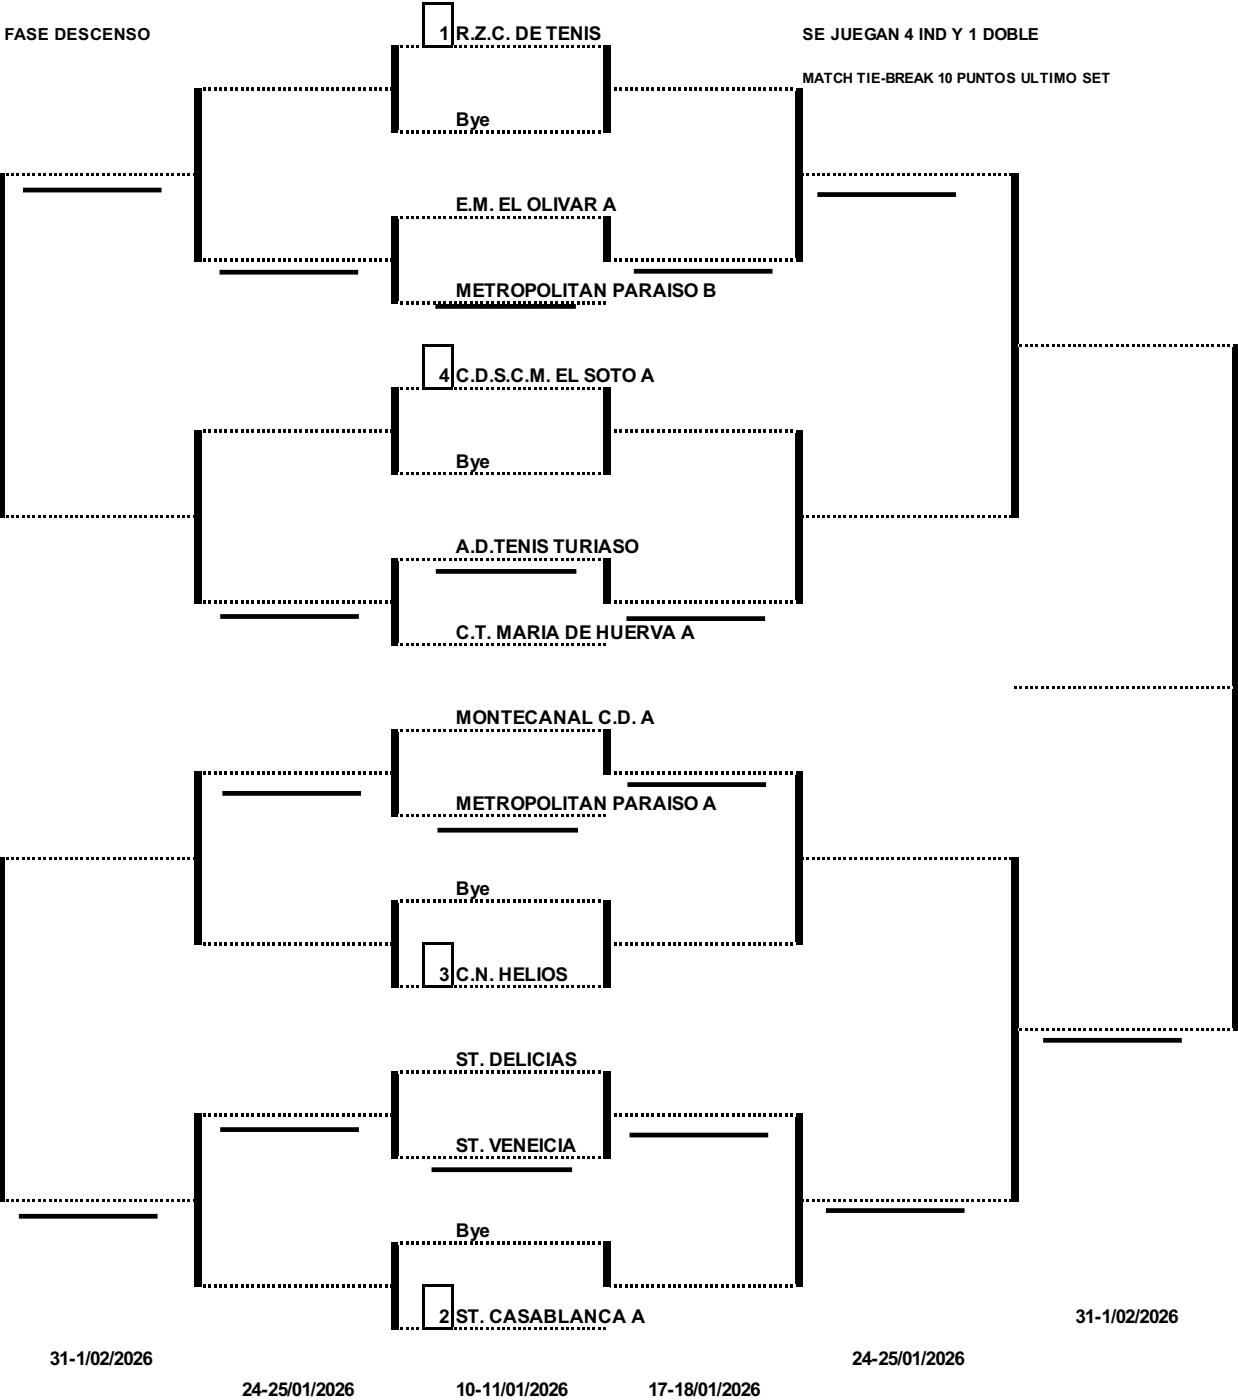 FASE DESCENSO
1 R.Z.C. DE TENIS
SE JUEGAN 4 IND Y 1 DOBLE
MATCH TIE-BREAK 10 PUNTOS ULTIMO SET
Bye
E.M. EL OLIVAR A
METROPOLITAN PARAISO B
4 C.D.S.C.M. EL SOTO A
Bye
A.D.TENIS TURIASO
C.T. MARIA DE HUERVA A
MONTECANAL C.D. A
METROPOLITAN PARAISO A
Bye
3 C.N. HELIOS
ST. DELICIAS
ST. VENEICIA
Bye
2 ST. CASABLANCA A
31-1/02/2026
31-1/02/2026
24-25/01/2026
24-25/01/2026
10-11/01/2026
17-18/01/2026